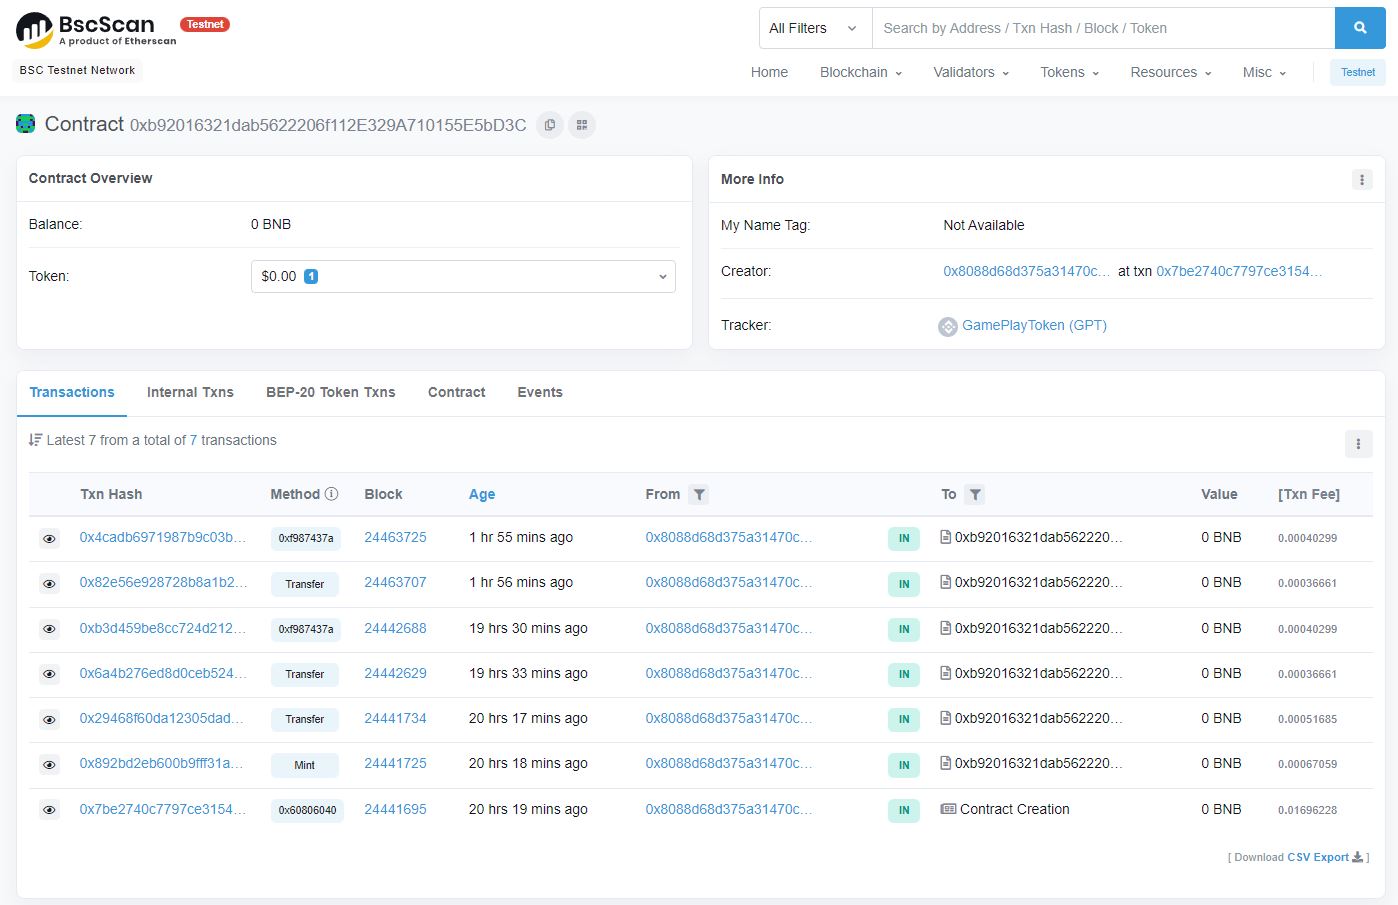 BscScan Testnet
A product of Etherscan
All Filters Search by Address / Txn Hash / Block / Token
BSC Testnet Network
Home Blockchain Validators Tokens Resources Misc Testnet
Contract 0xb92016321dab5622206f112E329A710155E5bD3C
Contract Overview
Balance: 0 BNB
Token: $0.00 1
More Info
My Name Tag: Not Available
Creator: 0x8088d68d375a31470c... at txn 0x7be2740c7797ce3154...
Tracker: GamePlayToken (GPT)
Transactions Internal Txns BEP-20 Token Txns Contract Events
Latest 7 from a total of 7 transactions
Txn Hash Method Block Age From To Value [Txn Fee]
0x4cadb6971987b9c03b... 0xf987437a 24463725 1 hr 55 mins ago 0x8088d68d375a31470c... IN 0xb92016321dab562220... 0 BNB 0.00040299
0x82e56e928728b8a1b2... Transfer 24463707 1 hr 56 mins ago 0x8088d68d375a31470c... IN 0xb92016321dab562220... 0 BNB 0.00036661
0xb3d459be8cc724d212... 0xf987437a 24442688 19 hrs 30 mins ago 0x8088d68d375a31470c... IN 0xb92016321dab562220... 0 BNB 0.00040299
0x6a4b276ed8d0ceb524... Transfer 24442629 19 hrs 33 mins ago 0x8088d68d375a31470c... IN 0xb92016321dab562220... 0 BNB 0.00036661
0x29468f60da12305dad... Transfer 24441734 20 hrs 17 mins ago 0x8088d68d375a31470c... IN 0xb92016321dab562220... 0 BNB 0.00051685
0x892bd2eb600b9fff31a... Mint 24441725 20 hrs 18 mins ago 0x8088d68d375a31470c... IN 0xb92016321dab562220... 0 BNB 0.00067059
0x7be2740c7797ce3154... 0x60806040 24441695 20 hrs 19 mins ago 0x8088d68d375a31470c... IN Contract Creation 0 BNB 0.01696228
[ Download CSV Export ]